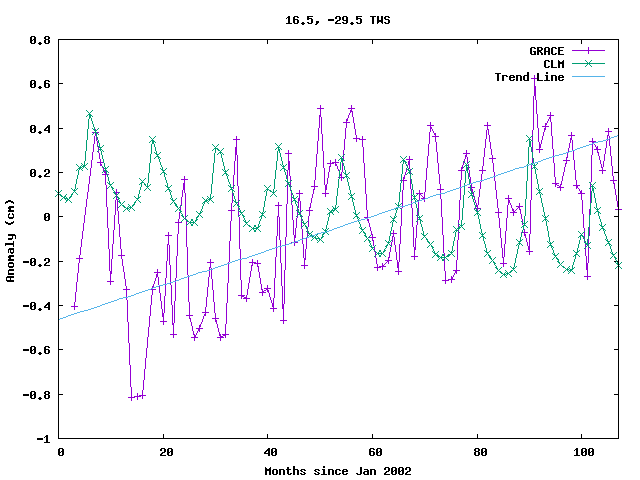 16.5, -29.5 TWS
GRACE
CLM
Trend Line
0.8
0.6
0.4
0.2
0
-0.2
-0.4
-0.6
-0.8
-1
Anomaly (cm)
0 20 40 60 80 100
Months since Jan 2002